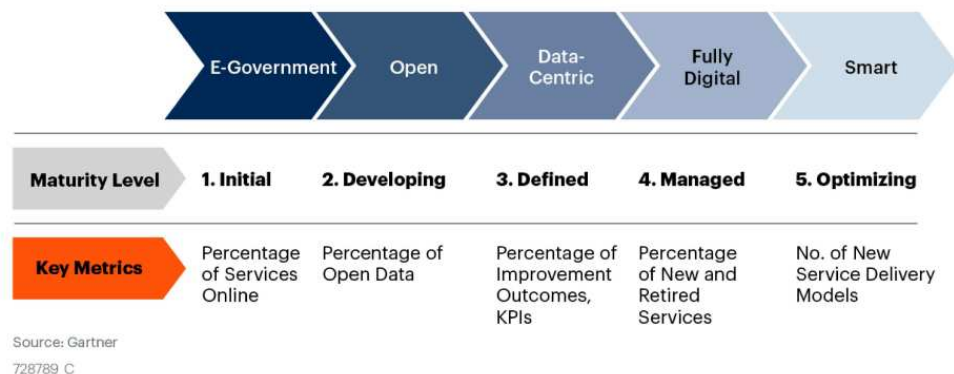 E-Government
Open
Data-
Centric
Fully
Digital
Smart
Maturity Level
1. Initial
2. Developing
3. Defined
4. Managed
5. Optimizing
Key Metrics
Percentage
of Services
Online
Percentage of
Open Data
Percentage of
Improvement
Outcomes,
KPIs
Percentage
of New and
Retired
Services
No. of New
Service Delivery
Models
Source: Gartner
728789 C